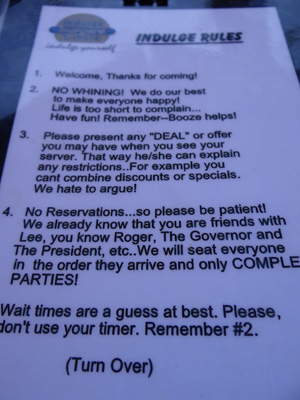 indulge yourself
INDULGE RULES
1. Welcome, Thanks for coming!
2. NO WHINING! We do our best
to make everyone happy!
Life is too short to complain...
Have fun! Remember--Booze helps!
3. Please present any "DEAL" or offer
you may have when you see your
server. That way he/she can explain
any restrictions..For example you
cant combine discounts or specials.
We hate to argue!
4. No Reservations...so please be patient!
We already know that you are friends with
Lee, you know Roger, The Governor and
The President, etc..We will seat everyone
in the order they arrive and only COMPLE
PARTIES!
Wait times are a guess at best. Please,
don't use your timer. Remember #2.
(Turn Over)